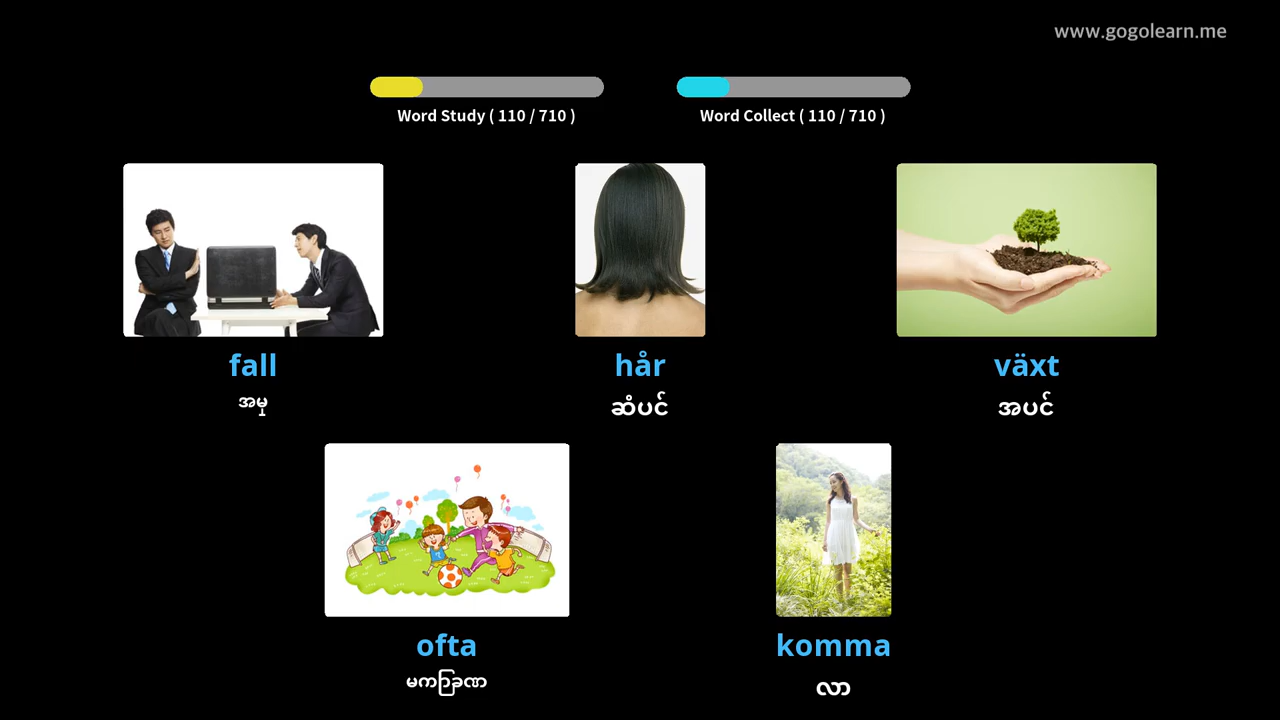 www.gogolearn.me
Word Study ( 110 / 710 )
Word Collect ( 110 / 710 )
fall
အမှု
hår
ဆံပင်
växt
အပင်
ofta
မကြာခဏ
komma
လာ